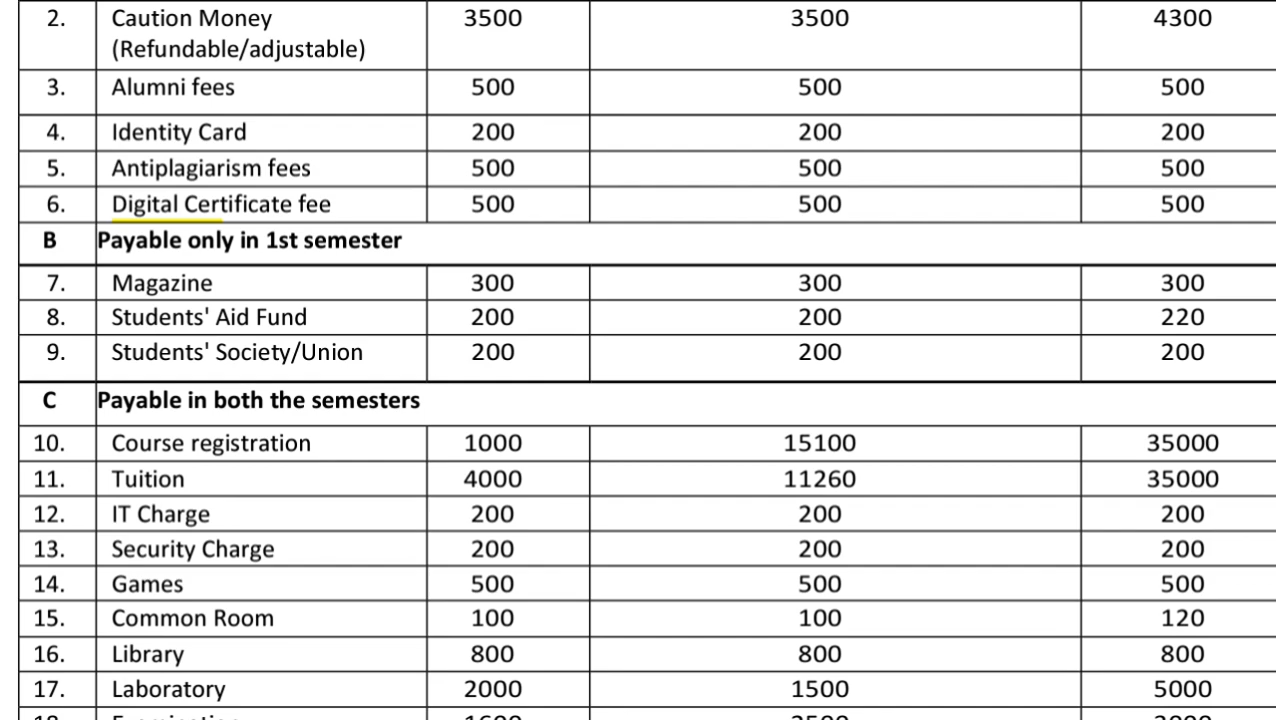 2. Caution Money 3500 3500 4300
(Refundable/adjustable)
3. Alumni fees 500 500 500
4. Identity Card 200 200 200
5. Antiplagiarism fees 500 500 500
6. Digital Certificate fee 500 500 500
B Payable only in 1st semester
7. Magazine 300 300 300
8. Students' Aid Fund 200 200 220
9. Students' Society/Union 200 200 200
C Payable in both the semesters
10. Course registration 1000 15100 35000
11. Tuition 4000 11260 35000
12. IT Charge 200 200 200
13. Security Charge 200 200 200
14. Games 500 500 500
15. Common Room 100 100 120
16. Library 800 800 800
17. Laboratory 2000 1500 5000